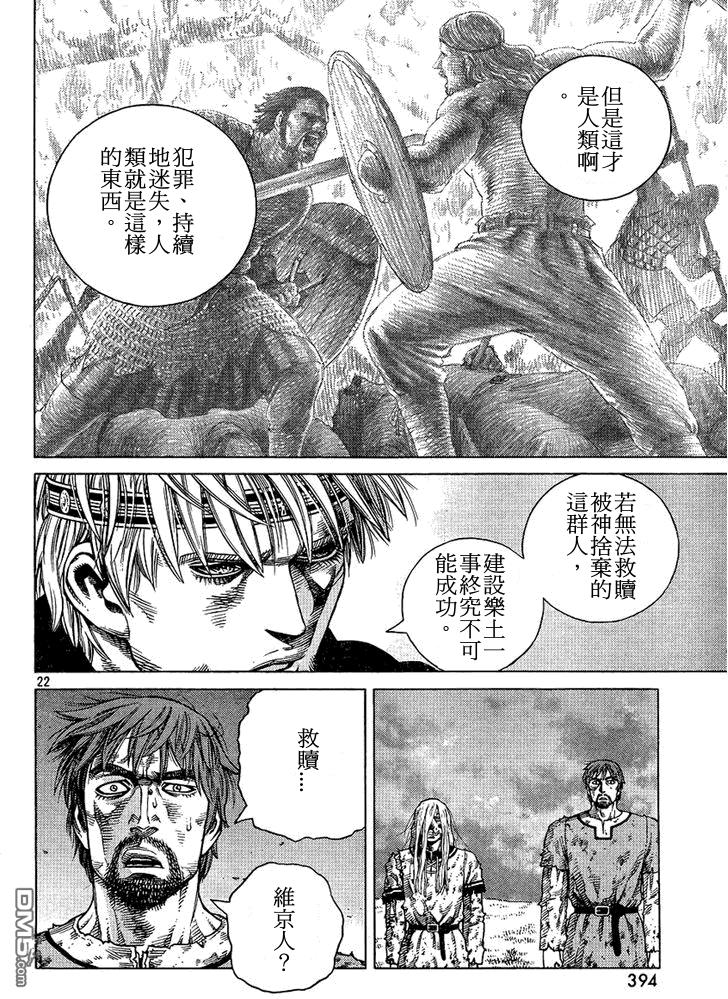 但是這才
是人類啊
。
犯罪、持續
地迷失，人
類就是這樣
的東西。
若無法救贖
被神捨棄的
這群人，
建設樂土一
事終究不可
能成功。
22
救贖…
維京人？
394
DM5